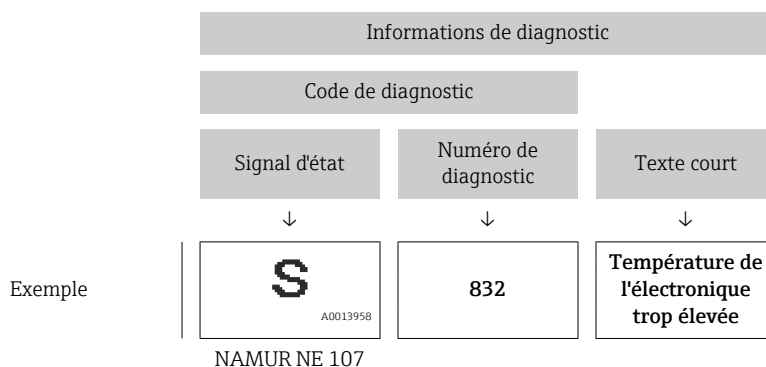 Informations de diagnostic
Code de diagnostic
Signal d'état
Numéro de
diagnostic
Texte court
↓ ↓ ↓
Exemple
S
A0013958
832
Température de
l'électronique
trop élevée
NAMUR NE 107